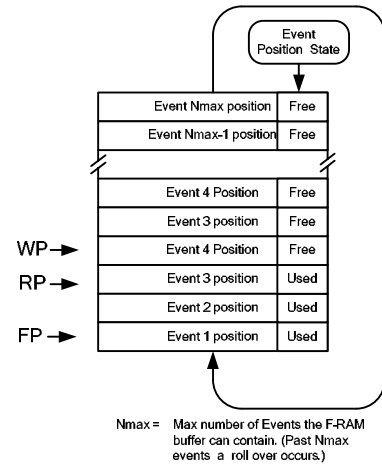 Event
Position State
Event Nmax position Free
Event Nmax-1 position Free
Event 4 Position Free
Event 3 position Free
WP Event 4 Position Free
RP Event 3 position Used
Event 2 position Used
FP Event 1 position Used
Nmax = Max number of Events the F-RAM
buffer can contain. (Past Nmax
events a roll over occurs.)